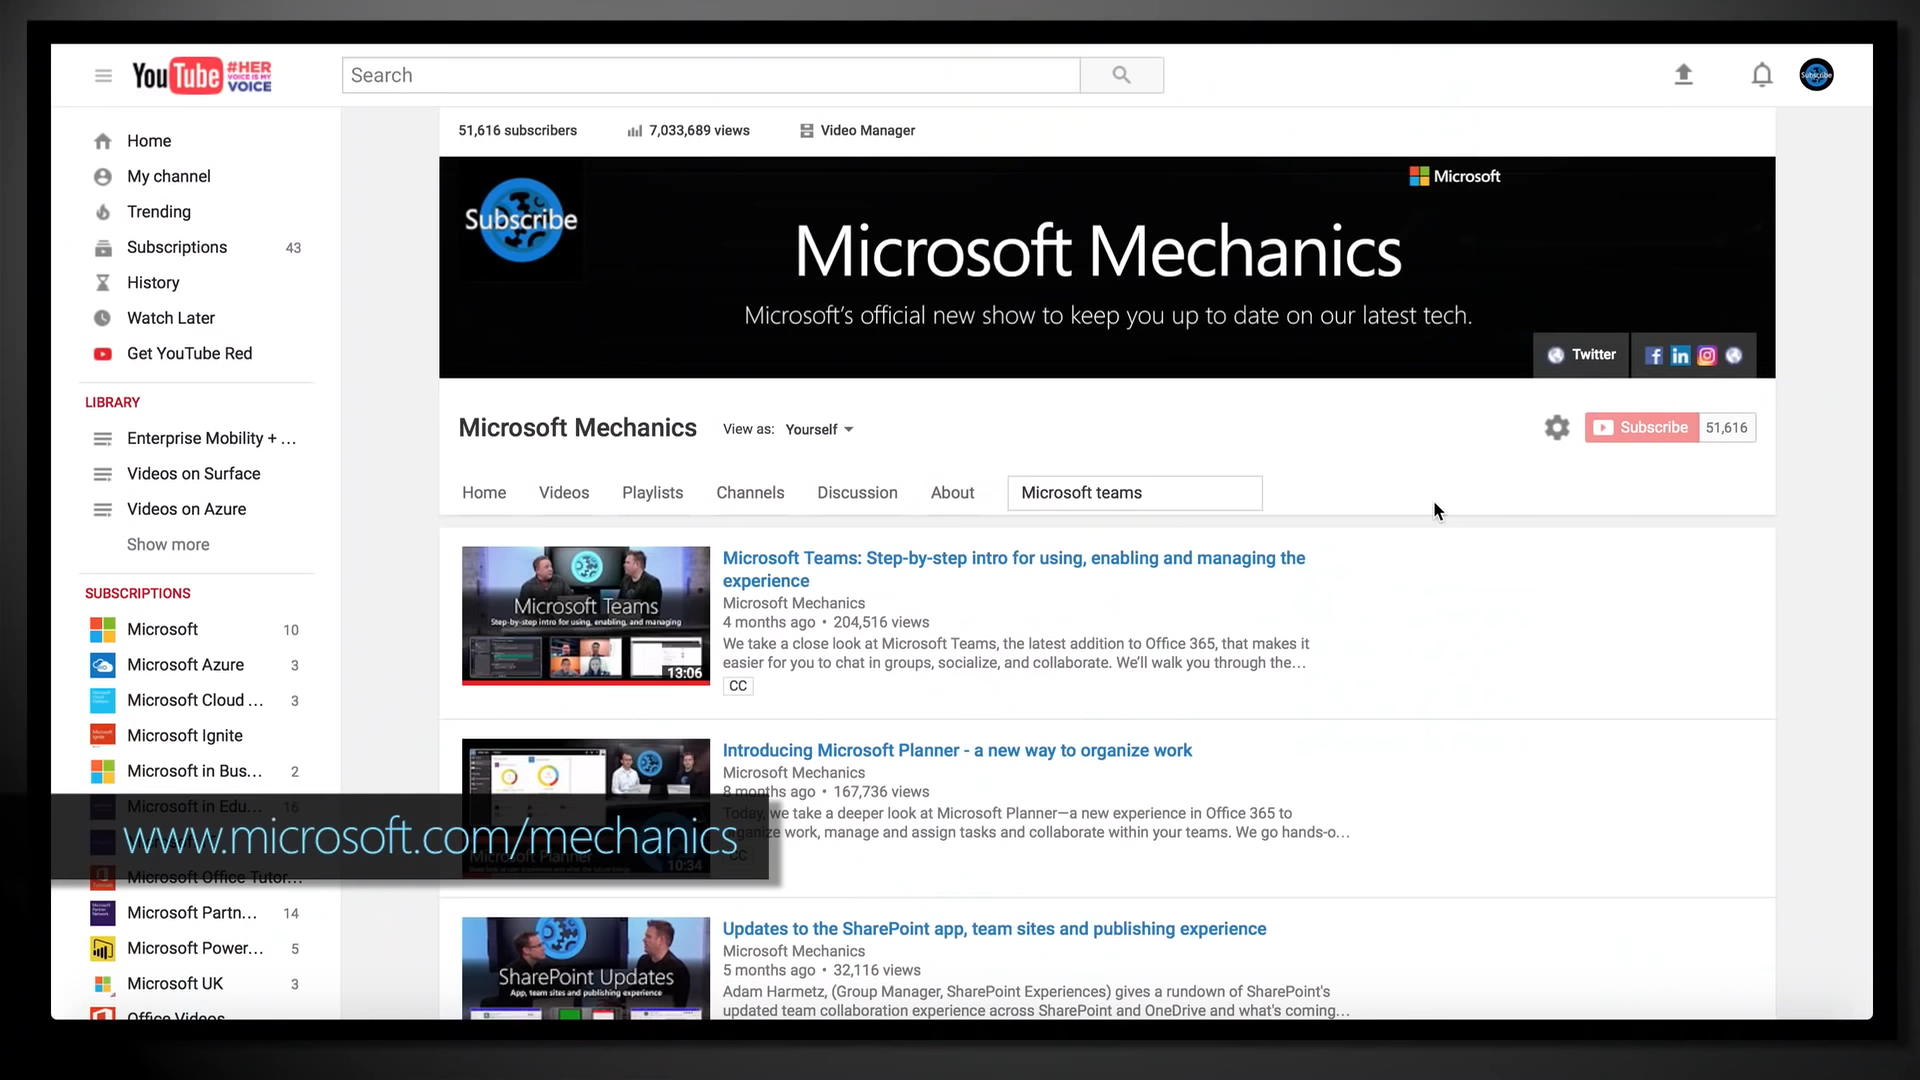 YouTube #HER VOICE IS MY VOICE
Search
Subscribe
Home
My channel
Trending
Subscriptions 43
History
Watch Later
Get YouTube Red
LIBRARY
Enterprise Mobility + ...
Videos on Surface
Videos on Azure
Show more
SUBSCRIPTIONS
Microsoft 10
Microsoft Azure 3
Microsoft Cloud ... 3
Microsoft Ignite
Microsoft in Bus... 2
Microsoft in Edu... 16
Microsoft Office Tutor...
Microsoft Partn... 14
Microsoft Power... 5
Microsoft UK 3
Office Videos
51,616 subscribers 7,033,689 views Video Manager
Subscribe
Microsoft
Microsoft Mechanics
Microsoft's official new show to keep you up to date on our latest tech.
Twitter
Microsoft Mechanics View as: Yourself
Subscribe 51,616
Home Videos Playlists Channels Discussion About Microsoft teams
Microsoft Teams
Step-by-step intro for using, enabling, and managing
13:06
Microsoft Teams: Step-by-step intro for using, enabling and managing the
experience
Microsoft Mechanics
4 months ago • 204,516 views
We take a close look at Microsoft Teams, the latest addition to Office 365, that makes it
easier for you to chat in groups, socialize, and collaborate. We'll walk you through the...
CC
Microsoft Planner
10:34
Introducing Microsoft Planner - a new way to organize work
Microsoft Mechanics
8 months ago • 167,736 views
Today, we take a deeper look at Microsoft Planner—a new experience in Office 365 to
organize work, manage and assign tasks and collaborate within your teams. We go hands-o...
CC
www.microsoft.com/mechanics
SharePoint Updates
App, team sites and publishing experience
Updates to the SharePoint app, team sites and publishing experience
Microsoft Mechanics
5 months ago • 32,116 views
Adam Harmetz, (Group Manager, SharePoint Experiences) gives a rundown of SharePoint's
updated team collaboration experience across SharePoint and OneDrive and what's coming...